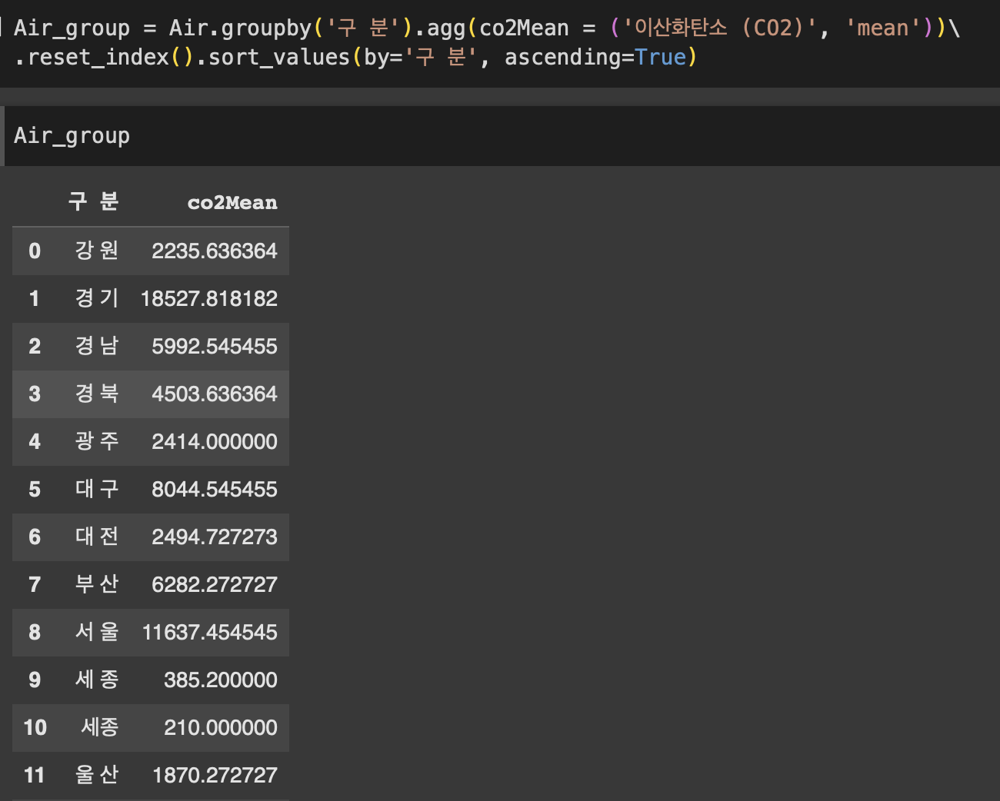 Air_group = Air.groupby('구 분').agg(co2Mean = ('이산화탄소 (CO2)', 'mean'))\
.reset_index().sort_values(by='구 분', ascending=True)
Air_group
구 분 co2Mean
0 강 원 2235.636364
1 경 기 18527.818182
2 경 남 5992.545455
3 경 북 4503.636364
4 광 주 2414.000000
5 대 구 8044.545455
6 대 전 2494.727273
7 부 산 6282.272727
8 서 울 11637.454545
9 세 종 385.200000
10 세종 210.000000
11 울 산 1870.272727